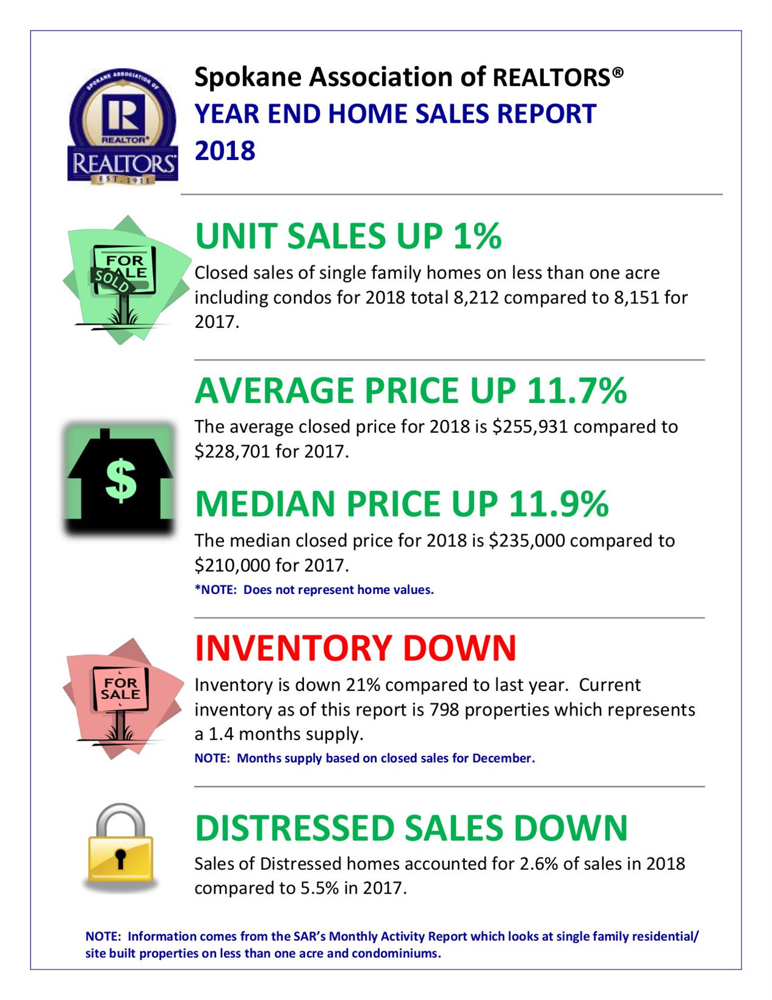 SPOKANE ASSOCIATION OF
R
REALTOR®
REALTORS®
EST. 1911
Spokane Association of REALTORS®
YEAR END HOME SALES REPORT
2018
FOR
SALE
SOLD
UNIT SALES UP 1%
Closed sales of single family homes on less than one acre
including condos for 2018 total 8,212 compared to 8,151 for
2017.
AVERAGE PRICE UP 11.7%
The average closed price for 2018 is $255,931 compared to
$228,701 for 2017.
$
MEDIAN PRICE UP 11.9%
The median closed price for 2018 is $235,000 compared to
$210,000 for 2017.
*NOTE:  Does not represent home values.
INVENTORY DOWN
FOR
SALE
Inventory is down 21% compared to last year.  Current
inventory as of this report is 798 properties which represents
a 1.4 months supply.
NOTE:  Months supply based on closed sales for December.
DISTRESSED SALES DOWN
Sales of Distressed homes accounted for 2.6% of sales in 2018
compared to 5.5% in 2017.
NOTE:  Information comes from the SAR’s Monthly Activity Report which looks at single family residential/
site built properties on less than one acre and condominiums.